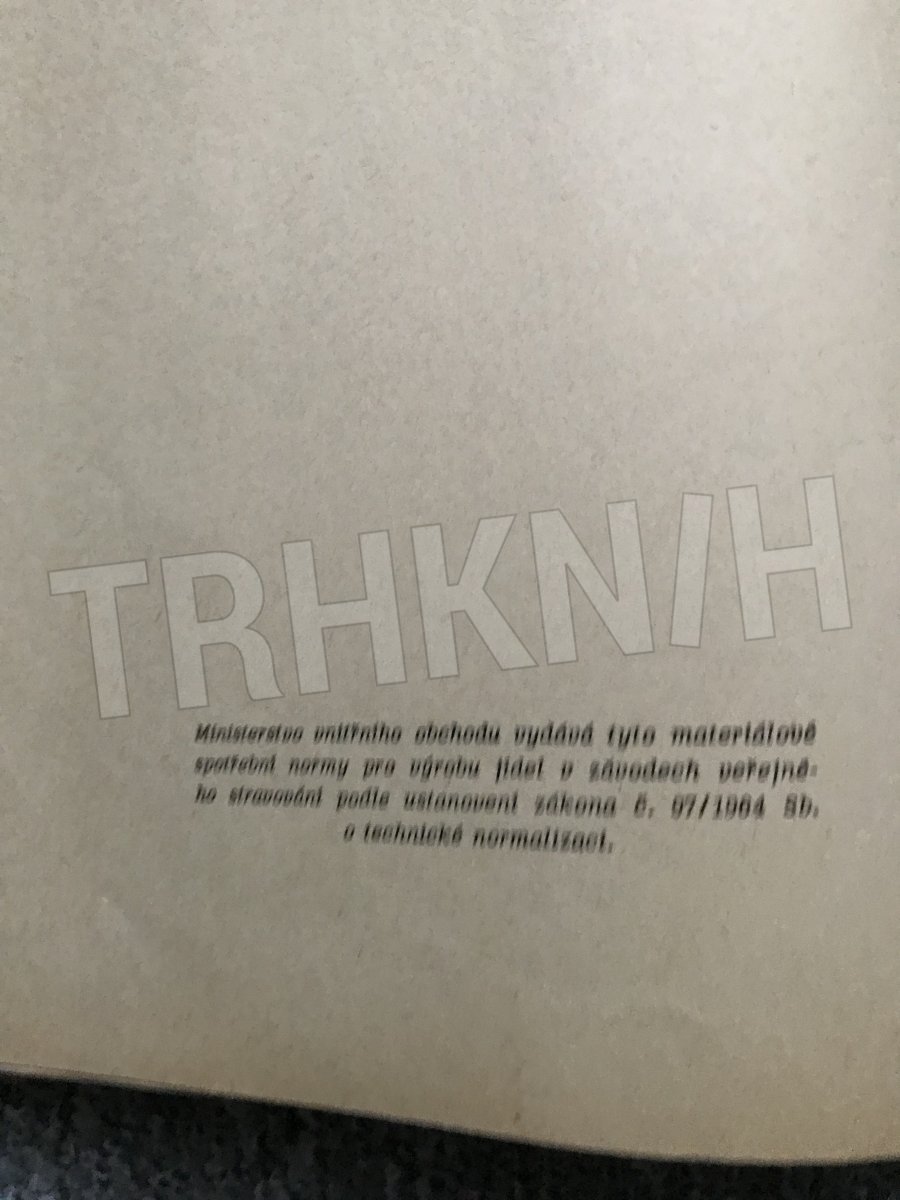 TRHKNIH
Ministerstvo vnitřního obchodu vydává tyto materiálově
spotřební normy pro výrobu jídel v závodech veřejné-
ho stravování podle ustanovení zákona č. 97/1964 Sb.
o technické normalizaci.